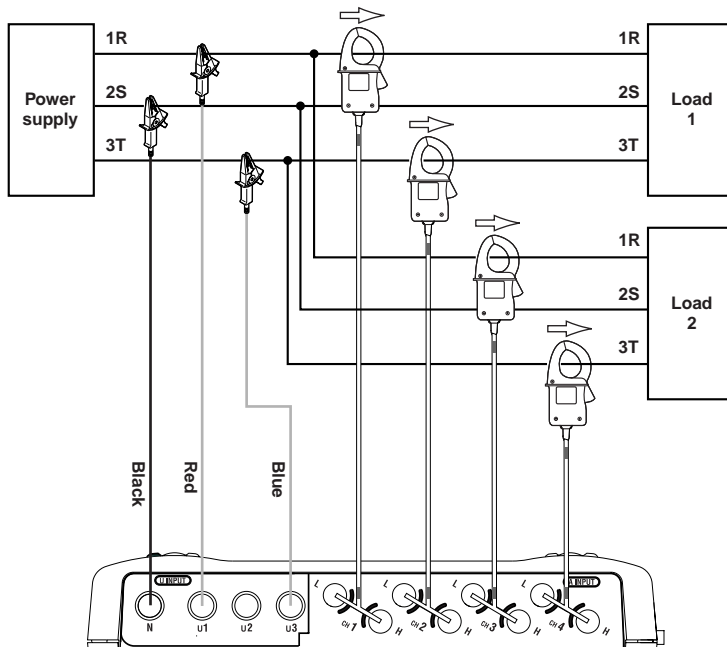 1R
1R
Power
supply
2S
2S
Load
1
3T
3T
1R
2S
Load
2
3T
Black
Red
Blue
U INPUT
A INPUT
N
u1
u2
u3
L
CH 1
H
L
CH 2
H
L
CH 3
H
L
CH 4
H